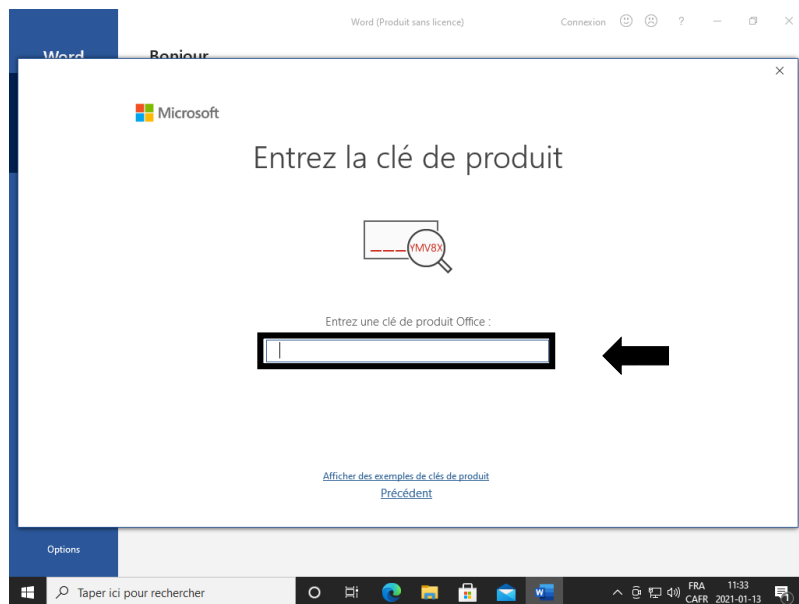 Word (Produit sans licence)
Connexion
?
Word
Bonjour
Microsoft
Entrez la clé de produit
___YMV8X
Entrez une clé de produit Office :
Afficher des exemples de clés de produit
Précédent
Options
Taper ici pour rechercher
FRA 11:33
CAFR 2021-01-13